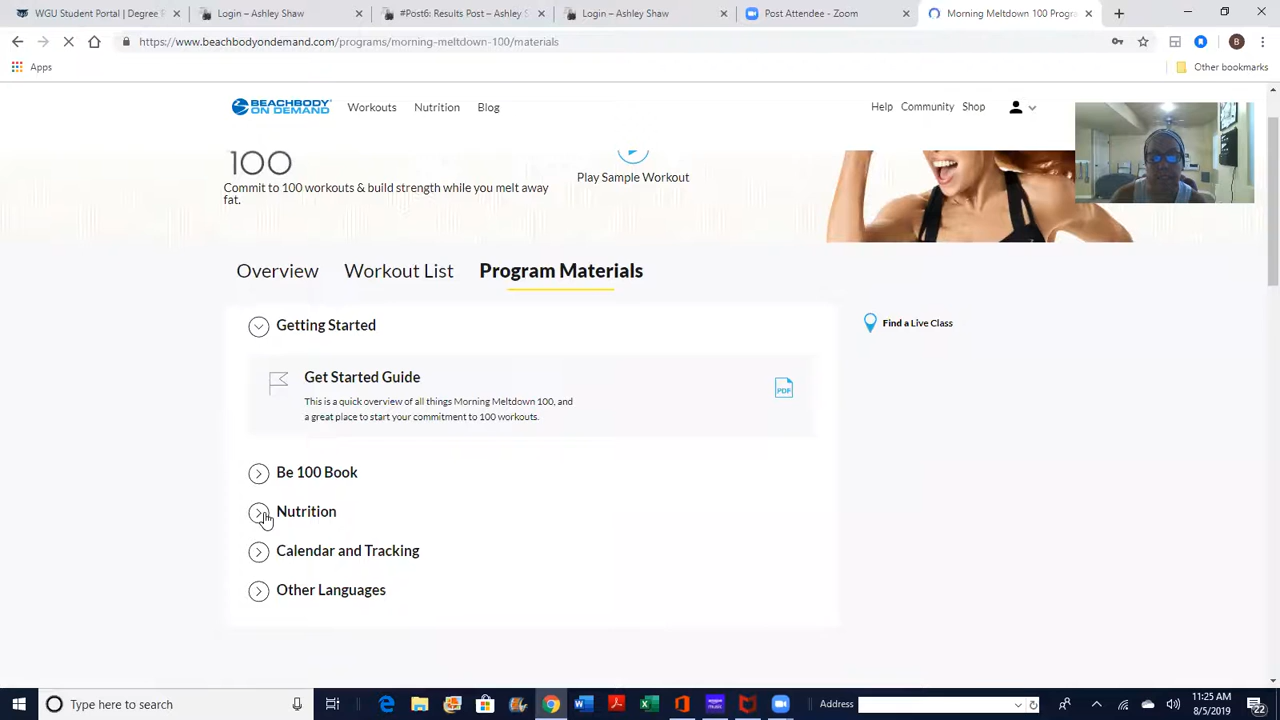 WGU Student Portal | Degree
Login – Ashley Shaw
#Post6: Results Post – Ashley S
Login – Ashley Shaw
Post Attendee - Zoom
Morning Meltdown 100 Progra
https://www.beachbodyondemand.com/programs/morning-meltdown-100/materials
B
Apps
Other bookmarks
BEACHBODY
ON DEMAND
Workouts
Nutrition
Blog
Help
Community
Shop
100
Commit to 100 workouts & build strength while you melt away
fat.
Play Sample Workout
Overview
Workout List
Program Materials
Getting Started
Find a Live Class
Get Started Guide
This is a quick overview of all things Morning Meltdown 100, and
a great place to start your commitment to 100 workouts.
PDF
Be 100 Book
Nutrition
Calendar and Tracking
Other Languages
Type here to search
Address
11:25 AM
8/5/2019
22